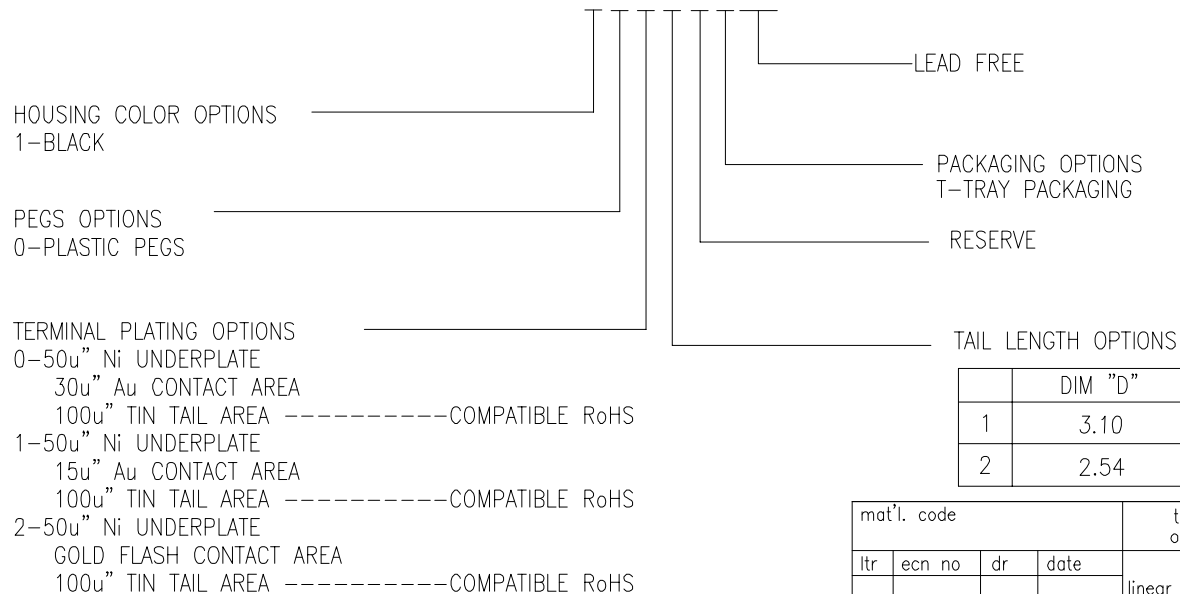 LEAD FREE
HOUSING COLOR OPTIONS
1-BLACK
PACKAGING OPTIONS
T-TRAY PACKAGING
PEGS OPTIONS
0-PLASTIC PEGS
RESERVE
TERMINAL PLATING OPTIONS
0-50u" Ni UNDERPLATE
30u" Au CONTACT AREA
100u" TIN TAIL AREA ----------COMPATIBLE RoHS
1-50u" Ni UNDERPLATE
15u" Au CONTACT AREA
100u" TIN TAIL AREA ----------COMPATIBLE RoHS
2-50u" Ni UNDERPLATE
GOLD FLASH CONTACT AREA
100u" TIN TAIL AREA ----------COMPATIBLE RoHS
TAIL LENGTH OPTIONS
DIM "D"
1 3.10
2 2.54
mat'l. code
ltr ecn no dr date
linear